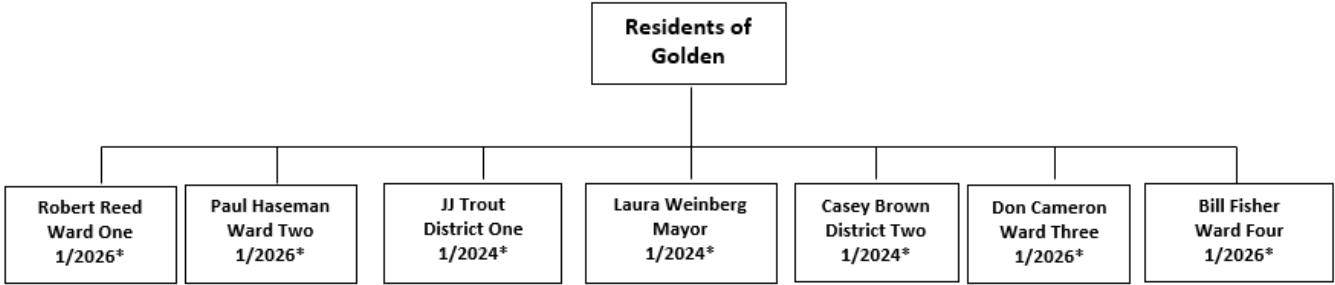 Residents of
Golden
Robert Reed
Ward One
1/2026*
Paul Haseman
Ward Two
1/2026*
JJ Trout
District One
1/2024*
Laura Weinberg
Mayor
1/2024*
Casey Brown
District Two
1/2024*
Don Cameron
Ward Three
1/2026*
Bill Fisher
Ward Four
1/2026*